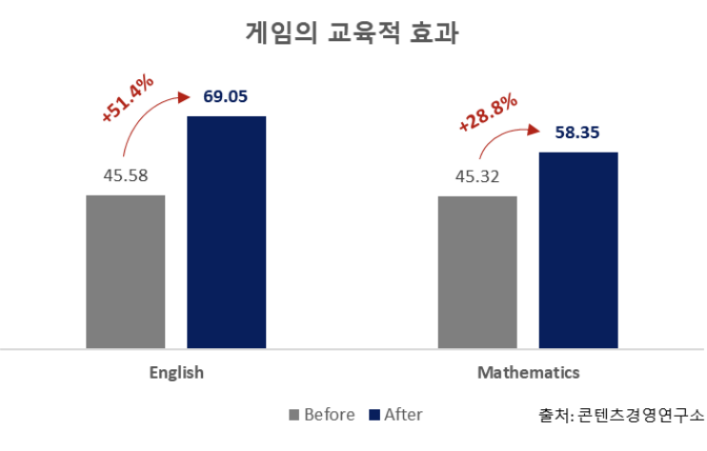 게임의 교육적 효과
+51.4%
69.05
45.58
+28.8%
58.35
45.32
English
Mathematics
Before After
출처: 콘텐츠경영연구소